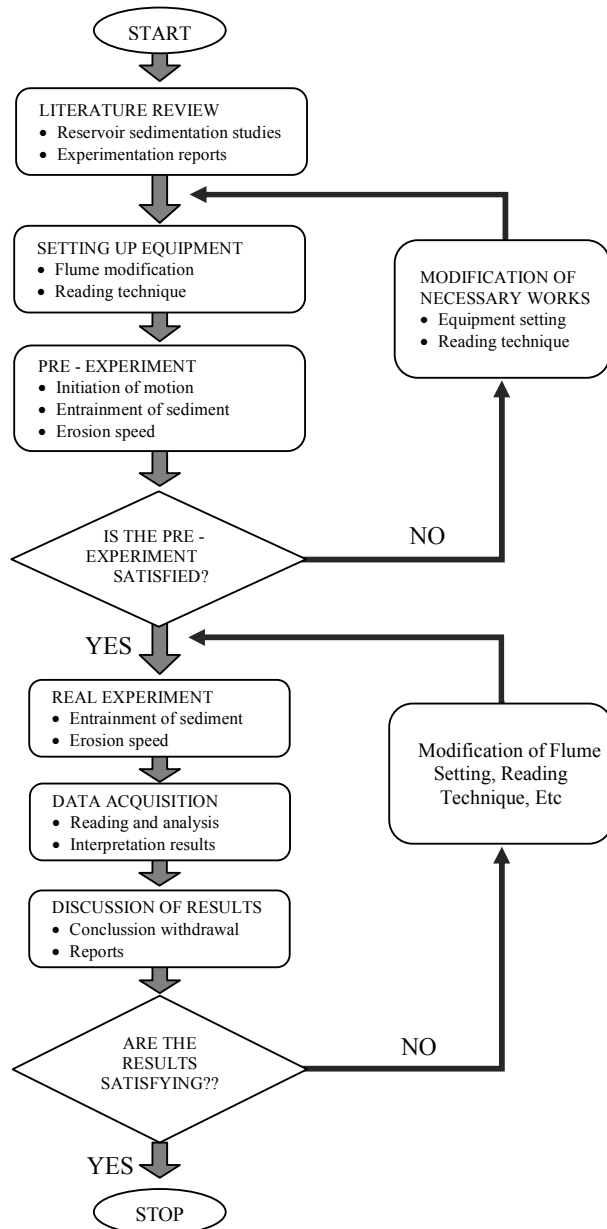 START
LITERATURE REVIEW
• Reservoir sedimentation studies
• Experimentation reports
SETTING UP EQUIPMENT
• Flume modification
• Reading technique
MODIFICATION OF
NECESSARY WORKS
• Equipment setting
• Reading technique
PRE - EXPERIMENT
• Initiation of motion
• Entrainment of sediment
• Erosion speed
IS THE PRE -
EXPERIMENT
SATISFIED?
NO
YES
REAL EXPERIMENT
• Entrainment of sediment
• Erosion speed
Modification of Flume
Setting, Reading
Technique, Etc
DATA ACQUISITION
• Reading and analysis
• Interpretation results
DISCUSSION OF RESULTS
• Conclussion withdrawal
• Reports
ARE THE
RESULTS
SATISFYING??
NO
YES
STOP